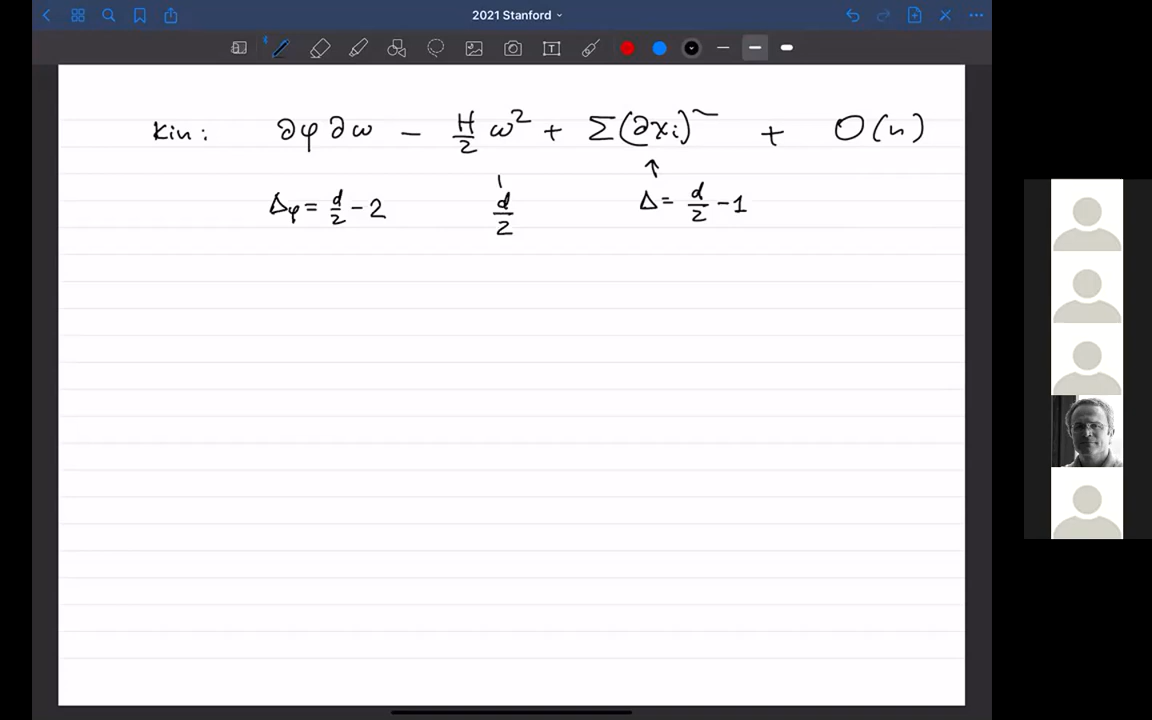 2021 Stanford
Kin: ∂φ ∂ω − H/2 ω² + Σ(∂χᵢ)² + O(n)
Δφ = d/2 − 2 d/2 Δ = d/2 − 1